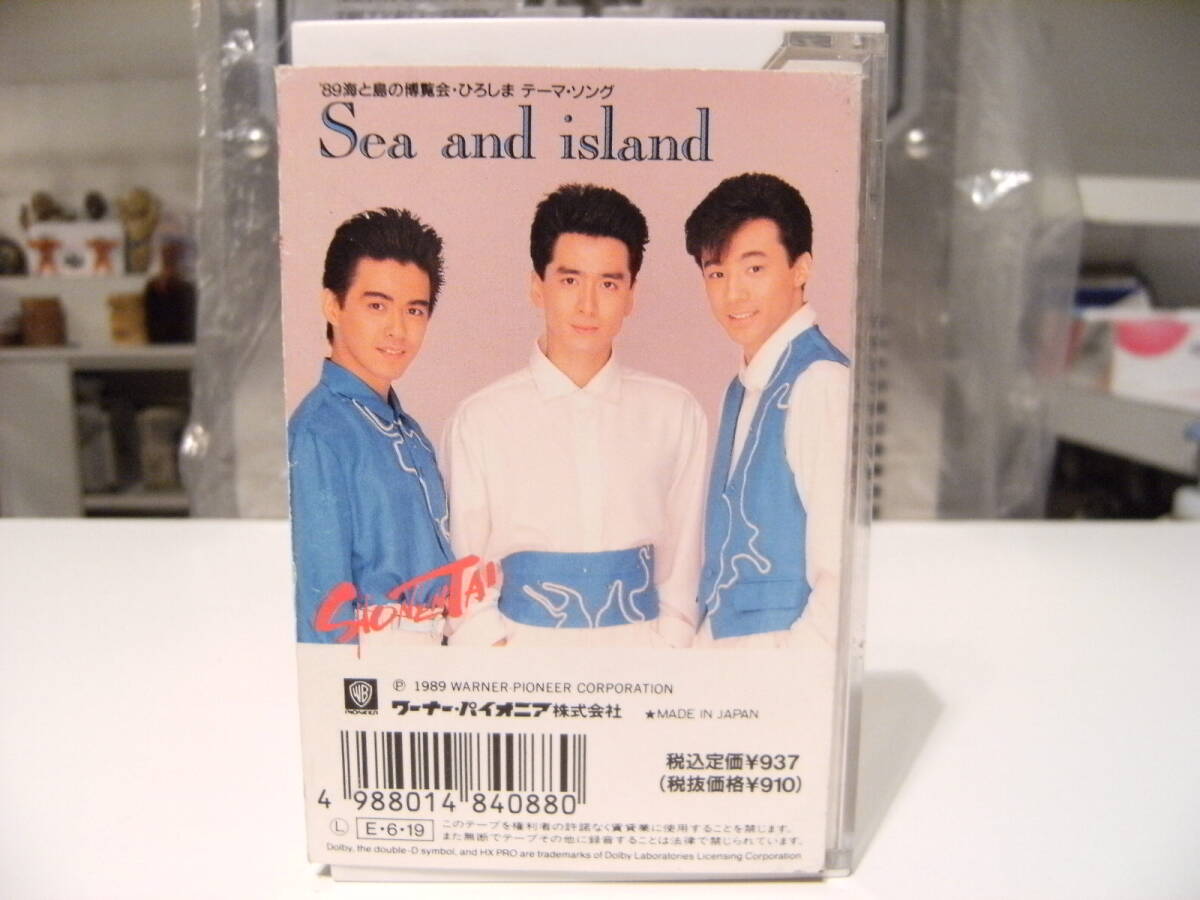 '89海と島の博覧会・ひろしま テーマ・ソング
Sea and island
SHONENTAI
WB
PIONEER
Ⓟ 1989 WARNER-PIONEER CORPORATION
ワーナー・パイオニア株式会社 ★MADE IN JAPAN
税込定価¥937
(税抜価格¥910)
4 988014 840880
Ⓛ E・6・19
このテープを権利者の許諾なく賃貸業に使用することを禁じます。
また無断でテープその他に録音することは法律で禁じられています。
Dolby, the double-D symbol, and HX PRO are trademarks of Dolby Laboratories Licensing Corporation